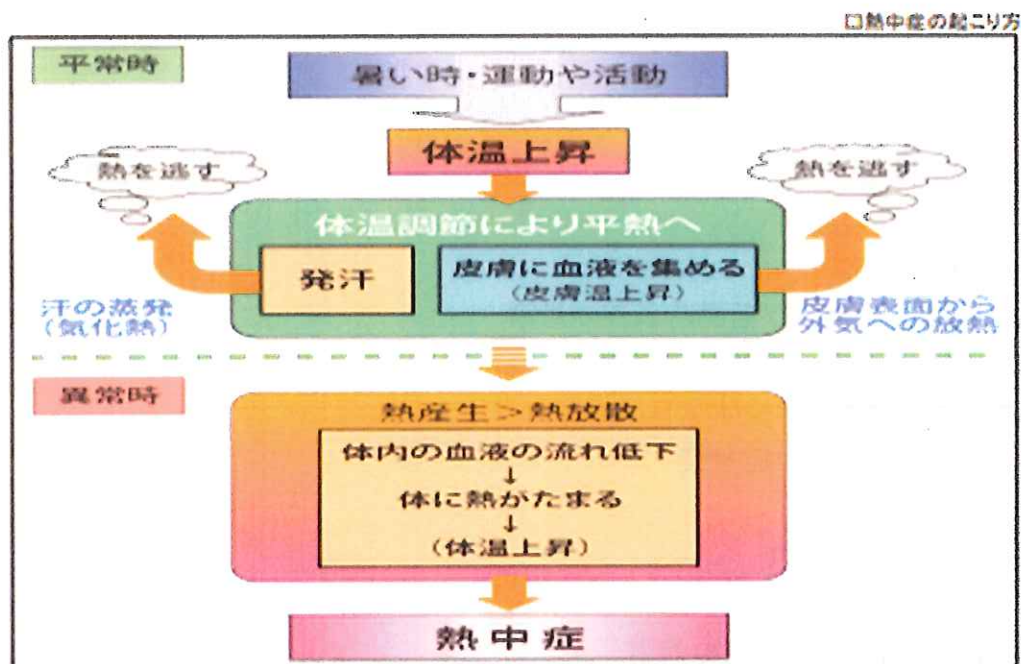 □熱中症の起こり方
平常時
暑い時・運動や活動
体温上昇
熱を逃す
熱を逃す
体温調節により平熱へ
発汗
皮膚に血液を集める
(皮膚温上昇)
汗の蒸発
(気化熱)
皮膚表面から
外気への放熱
異常時
熱産生>熱放散
体内の血液の流れ低下
↓
体に熱がたまる
↓
(体温上昇)
熱中症